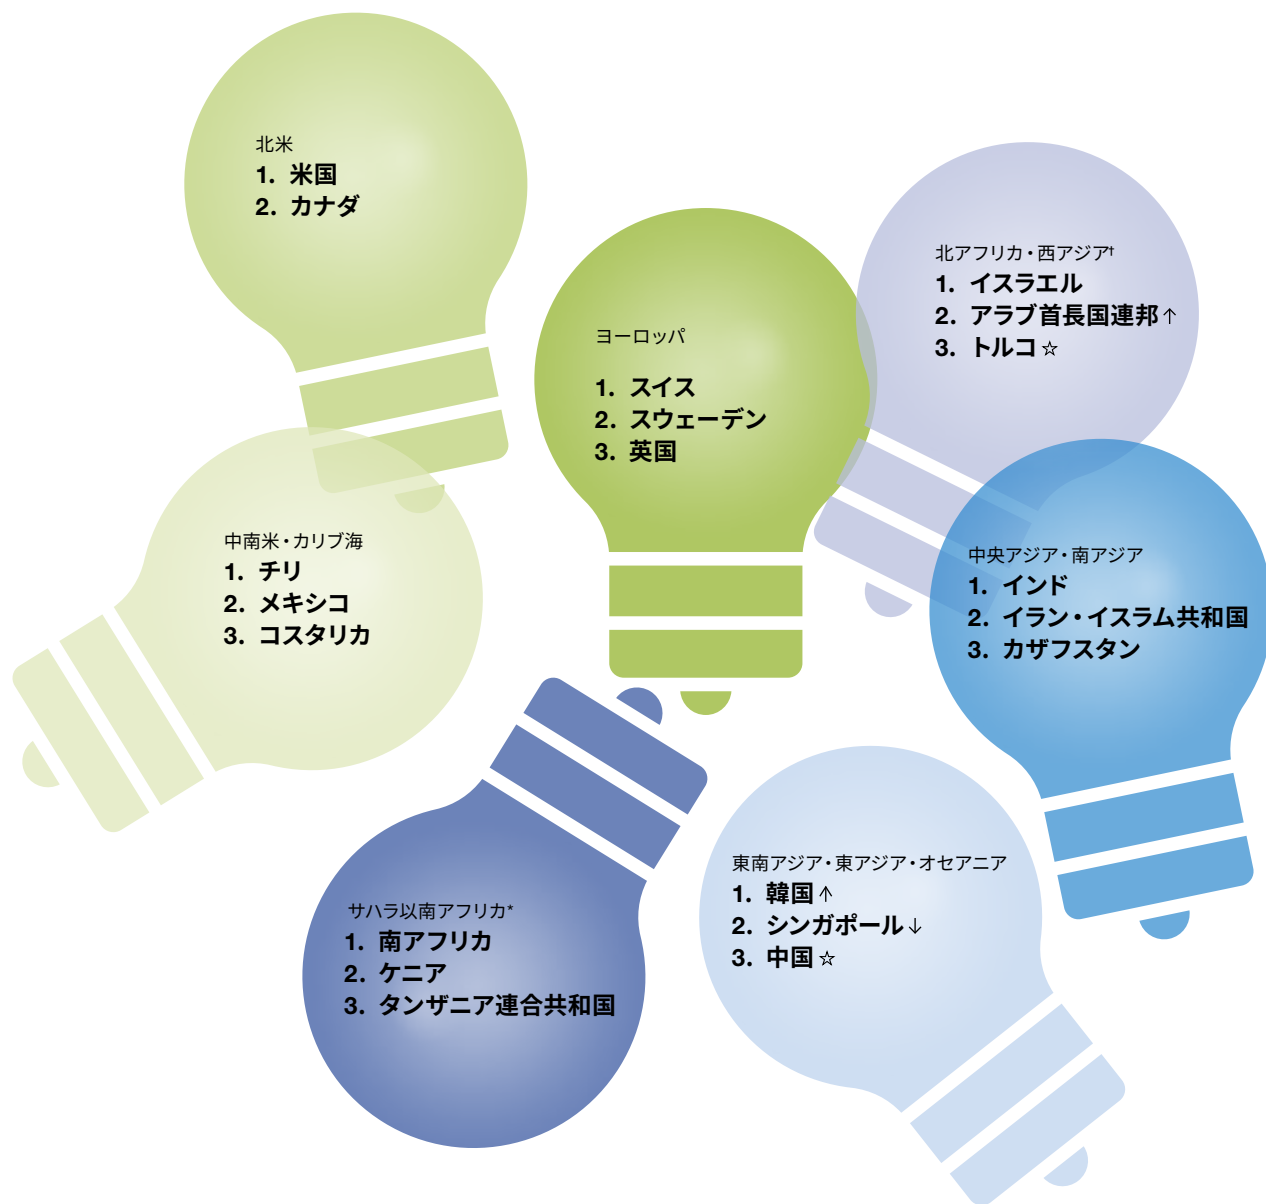 北米
1. 米国
2. カナダ
ヨーロッパ
1. スイス
2. スウェーデン
3. 英国
北アフリカ・西アジア†
1. イスラエル
2. アラブ首長国連邦↑
3. トルコ☆
中南米・カリブ海
1. チリ
2. メキシコ
3. コスタリカ
中央アジア・南アジア
1. インド
2. イラン・イスラム共和国
3. カザフスタン
サハラ以南アフリカ*
1. 南アフリカ
2. ケニア
3. タンザニア連合共和国
東南アジア・東アジア・オセアニア
1. 韓国↑
2. シンガポール↓
3. 中国☆